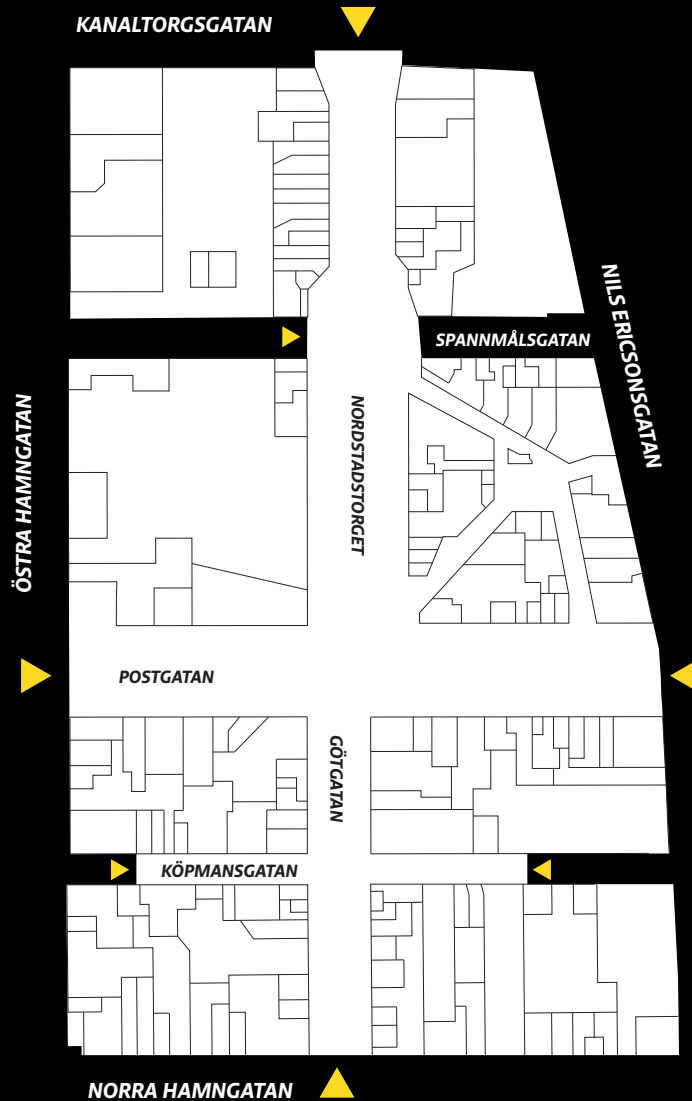 KANALTORGSGATAN
NILS ERICSONSGATAN
SPANNMÅLSGATAN
NORDSTADSTORGET
ÖSTRA HAMNGATAN
POSTGATAN
GÖTGATAN
KÖPMANSGATAN
NORRA HAMNGATAN